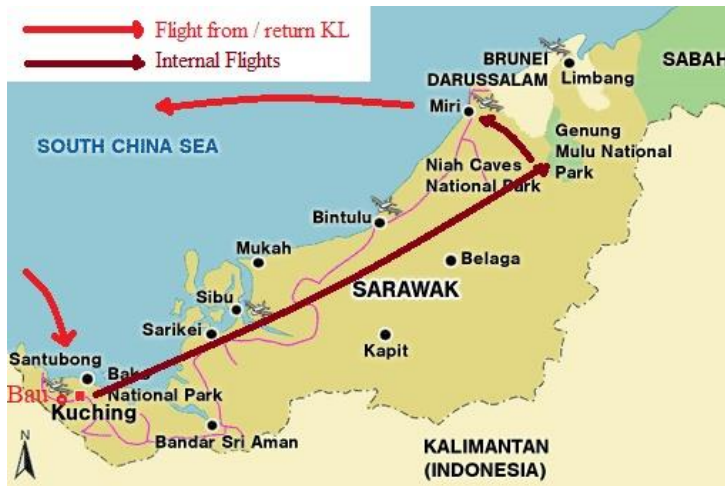 Flight from / return KL
Internal Flights
BRUNEI
DARUSSALAM
Limbang
SABAH
Miri
SOUTH CHINA SEA
Genung
Mulu National
Park
Niah Caves
National Park
Bintulu
Mukah
Belaga
SARAWAK
Sibu
Sarikei
Kapit
Santubong
Bako
National Park
Bau
Kuching
Bandar Sri Aman
KALIMANTAN
(INDONESIA)
N